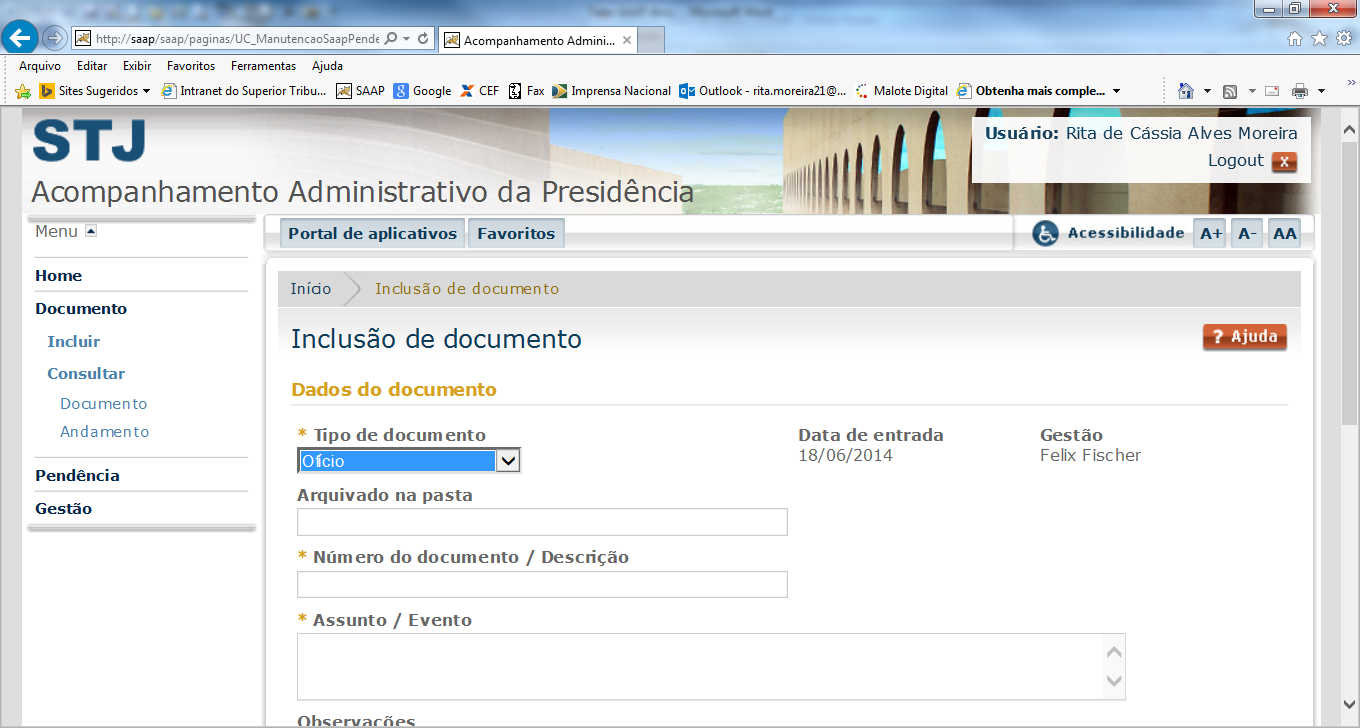 http://saap/saap/paginas/UC_ManutencaoSaapPende
Acompanhamento Admini...
Arquivo Editar Exibir Favoritos Ferramentas Ajuda
Sites Sugeridos Intranet do Superior Tribu... SAAP Google CEF Fax Imprensa Nacional Outlook - rita.moreira21@... Malote Digital Obtenha mais comple...
STJ
Acompanhamento Administrativo da Presidência
Usuário: Rita de Cássia Alves Moreira
Logout X
Menu
Home
Documento
Incluir
Consultar
Documento
Andamento
Pendência
Gestão
Portal de aplicativos Favoritos Acessibilidade A+ A- AA
Início Inclusão de documento
Inclusão de documento ? Ajuda
Dados do documento
* Tipo de documento Data de entrada Gestão
Ofício 18/06/2014 Felix Fischer
Arquivado na pasta
* Número do documento / Descrição
* Assunto / Evento
Observações